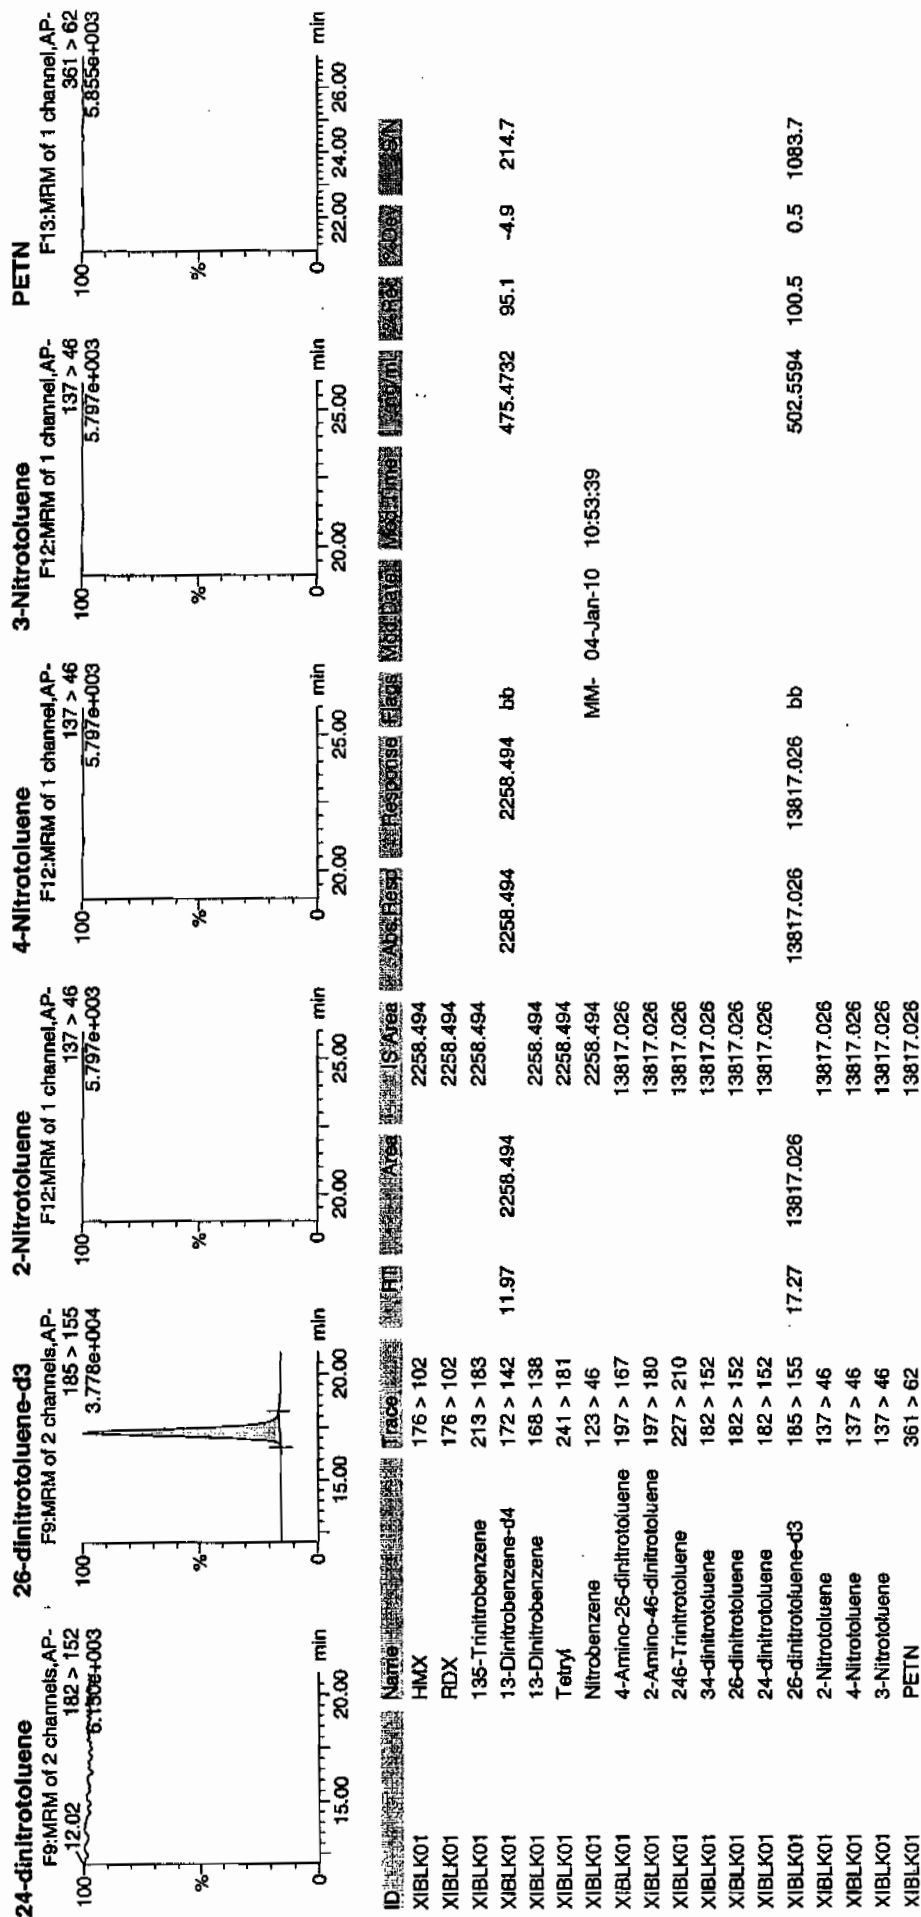 24-dinitrotoluene
F9:MRM of 2 channels,AP-
182 > 152
12.02
100
%
0
15.00 20.00 min
26-dinitrotoluene-d3
F9:MRM of 2 channels,AP-
185 > 155
3.778e+004
100
%
0
15.00 20.00 min
2-Nitrotoluene
F12:MRM of 1 channel,AP-
137 > 46
5.797e+003
100
%
0
20.00 25.00 min
4-Nitrotoluene
F12:MRM of 1 channel,AP-
137 > 46
5.797e+003
100
%
0
20.00 25.00 min
3-Nitrotoluene
F12:MRM of 1 channel,AP-
137 > 46
5.797e+003
100
%
0
20.00 25.00 min
PETN
F13:MRM of 1 channel,AP-
361 > 62
5.855e+003
100
%
0
22.00 24.00 26.00 min
ID Name Trace RT Area IS Area Abs.Resp Response Flags Mod.Date Mod.Time %Rec %Dev S/N
XIBLK01 HMX 176 > 102 2258.494
XIBLK01 RDX 176 > 102 2258.494
XIBLK01 135-Trinitrobenzene 213 > 183 2258.494
XIBLK01 13-Dinitrobenzene-d4 172 > 142 11.97 2258.494 2258.494 2258.494 bb 475.4732 95.1 -4.9 214.7
XIBLK01 13-Dinitrobenzene 168 > 138 2258.494
XIBLK01 Tetryl 241 > 181 2258.494
XIBLK01 Nitrobenzene 123 > 46 2258.494 MM- 04-Jan-10 10:53:39
XIBLK01 4-Amino-26-dinitrotoluene 197 > 167 13817.026
XIBLK01 2-Amino-46-dinitrotoluene 197 > 180 13817.026
XIBLK01 246-Trinitrotoluene 227 > 210 13817.026
XIBLK01 34-dinitrotoluene 182 > 152 13817.026
XIBLK01 26-dinitrotoluene 182 > 152 13817.026
XIBLK01 24-dinitrotoluene 182 > 152 13817.026
XIBLK01 26-dinitrotoluene-d3 185 > 155 17.27 13817.026 13817.026 13817.026 bb 502.5594 100.5 0.5 1083.7
XIBLK01 2-Nitrotoluene 137 > 46 13817.026
XIBLK01 4-Nitrotoluene 137 > 46 13817.026
XIBLK01 3-Nitrotoluene 137 > 46 13817.026
XIBLK01 PETN 361 > 62 13817.026